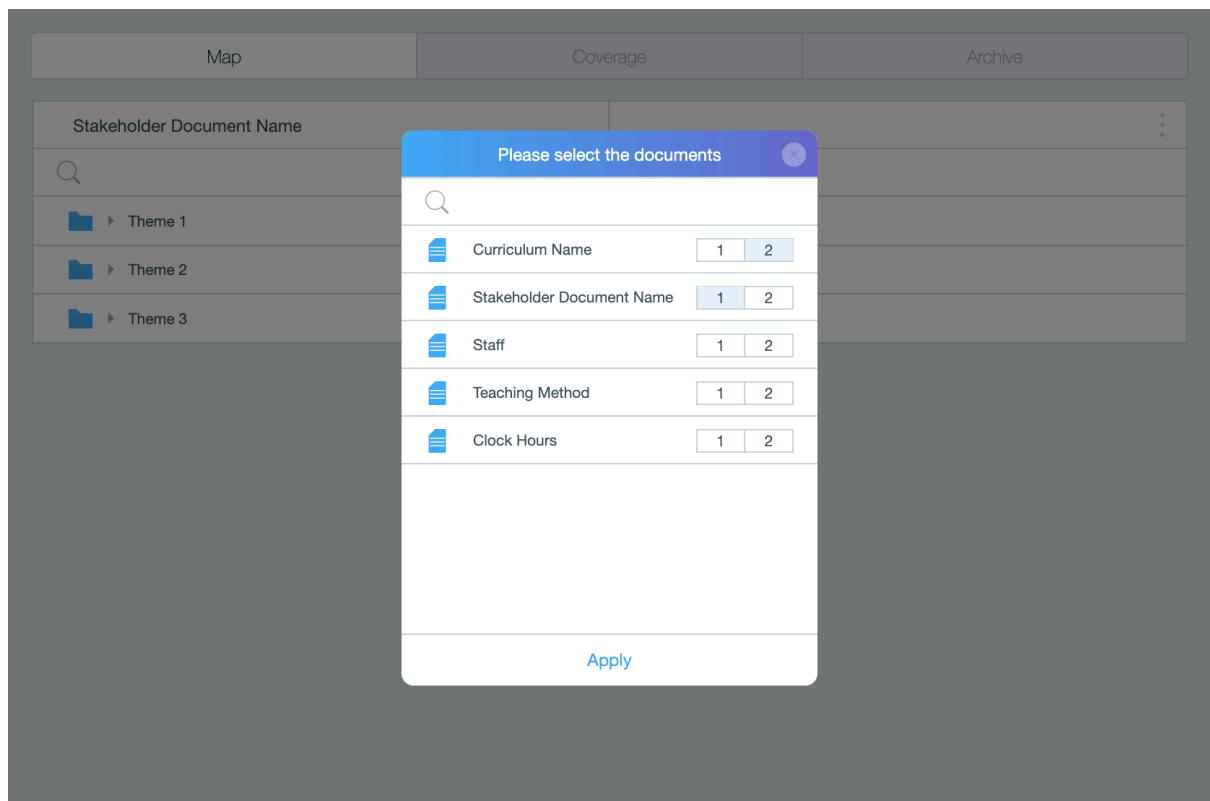 Map Coverage Archive
Stakeholder Document Name
Please select the documents
Theme 1
Theme 2
Theme 3
Curriculum Name 1 2
Stakeholder Document Name 1 2
Staff 1 2
Teaching Method 1 2
Clock Hours 1 2
Apply